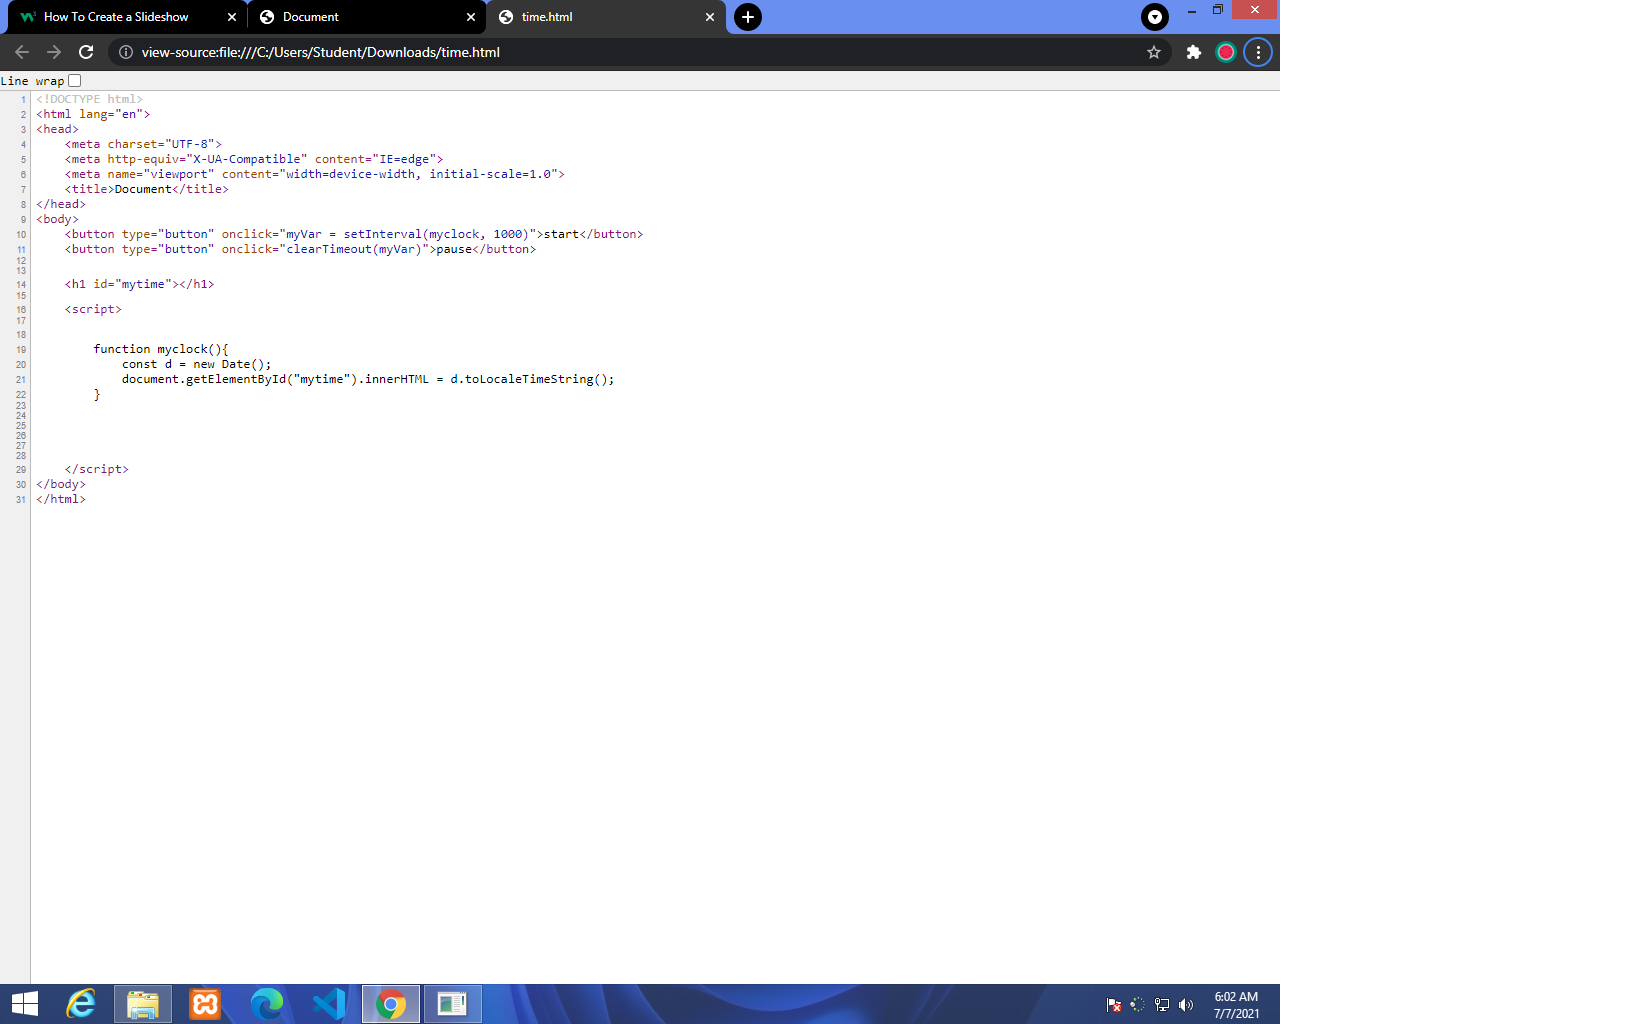 How To Create a Slideshow
Document
time.html
view-source:file:///C:/Users/Student/Downloads/time.html
Line wrap
1 <!DOCTYPE html>
2 <html lang="en">
3 <head>
4     <meta charset="UTF-8">
5     <meta http-equiv="X-UA-Compatible" content="IE=edge">
6     <meta name="viewport" content="width=device-width, initial-scale=1.0">
7     <title>Document</title>
8 </head>
9 <body>
10     <button type="button" onclick="myVar = setInterval(myclock, 1000)">start</button>
11     <button type="button" onclick="clearTimeout(myVar)">pause</button>
12
13
14     <h1 id="mytime"></h1>
15
16     <script>
17
18
19         function myclock(){
20             const d = new Date();
21             document.getElementById("mytime").innerHTML = d.toLocaleTimeString();
22         }
23
24
25
26
27
28
29     </script>
30 </body>
31 </html>
6:02 AM
7/7/2021